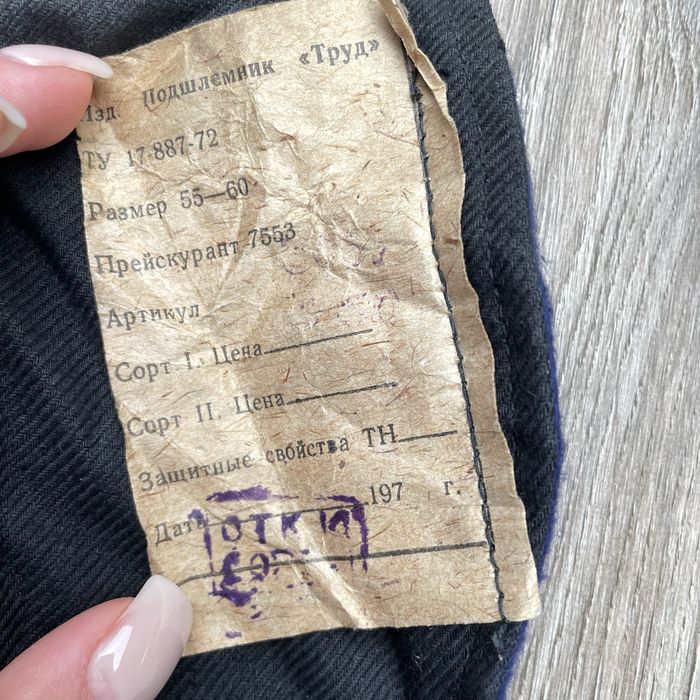 Изд Подшлемник «Труд»
ТУ 17-887-72
Размер 55—60
Прейскурант 7553
Артикул
Сорт I. Цена
Сорт II. Цена
Защитные свойства ТН
Дата 197 г.
ОТК